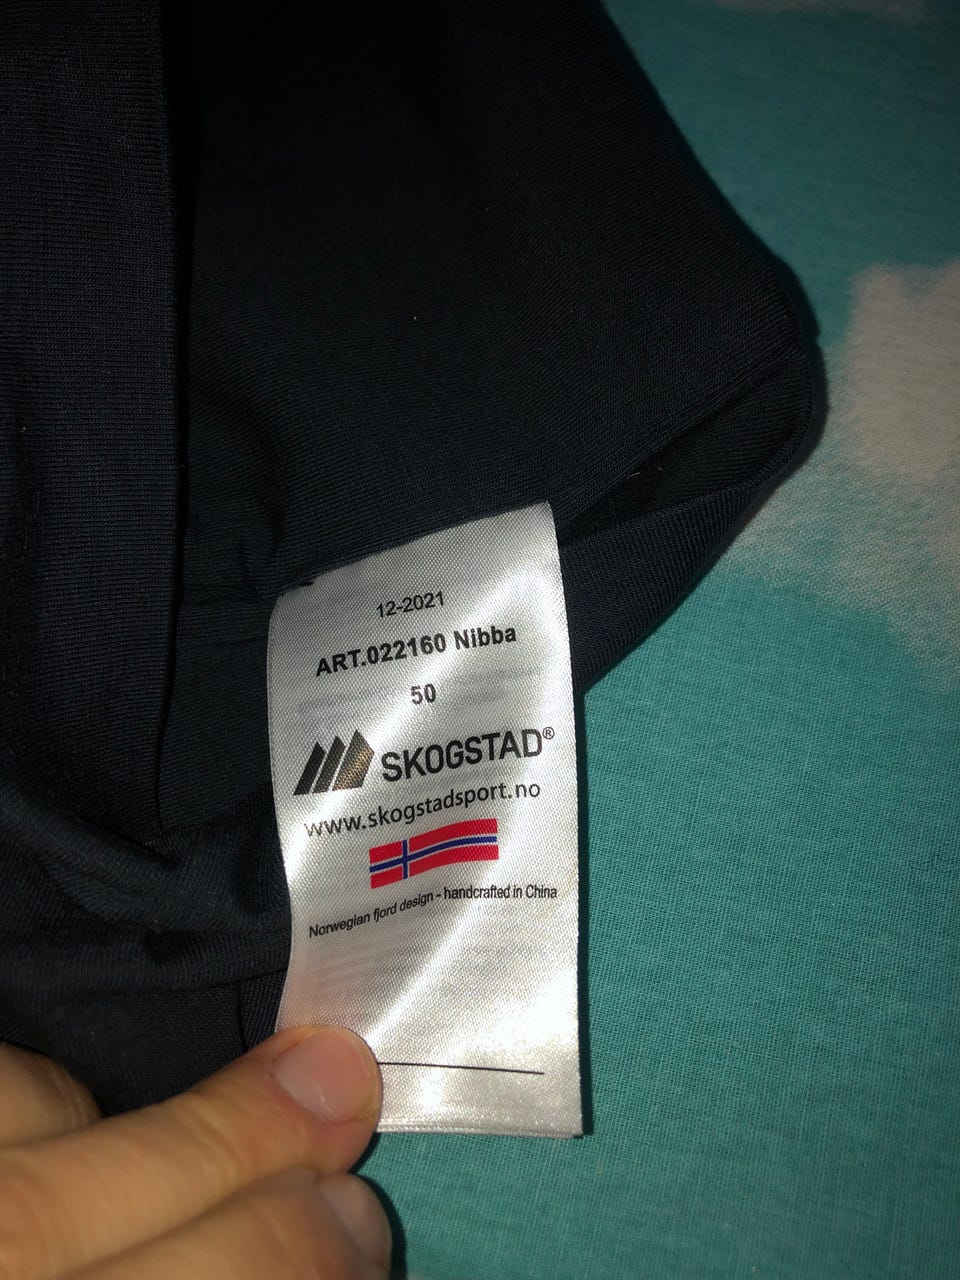 12-2021
ART.022160 Nibba
50
SKOGSTAD®
www.skogstadsport.no
Norwegian fjord design - handcrafted in China